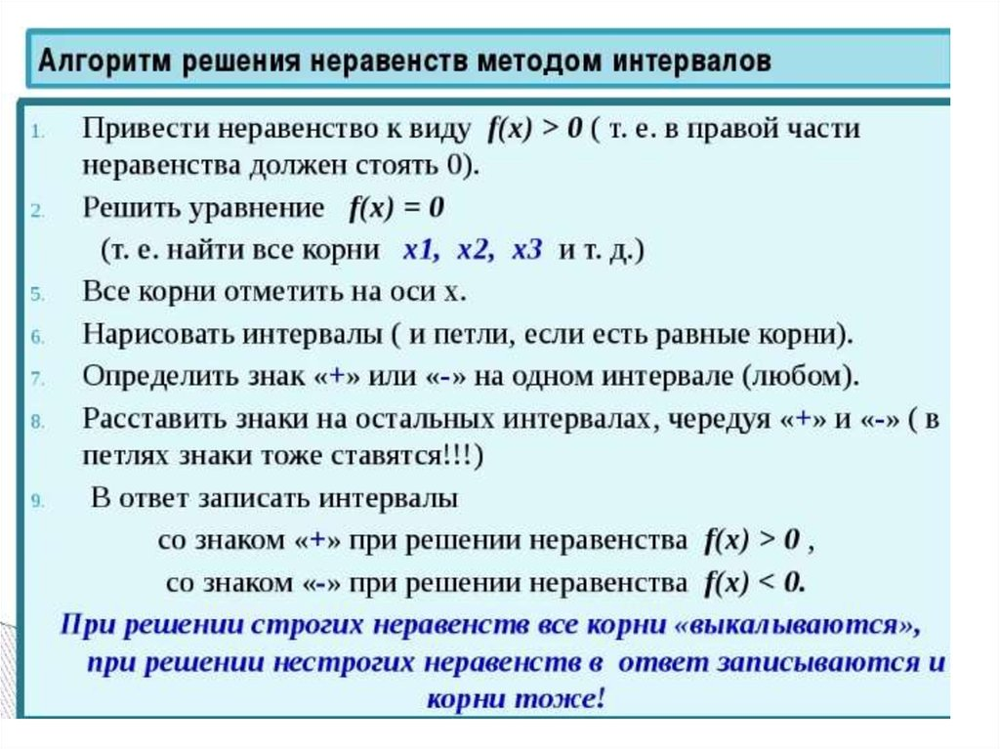 Алгоритм решения неравенств методом интервалов
1. Привести неравенство к виду f(x) > 0 ( т. е. в правой части
неравенства должен стоять 0).
2. Решить уравнение f(x) = 0
(т. е. найти все корни x1, x2, x3 и т. д.)
5. Все корни отметить на оси х.
6. Нарисовать интервалы ( и петли, если есть равные корни).
7. Определить знак «+» или «-» на одном интервале (любом).
8. Расставить знаки на остальных интервалах, чередуя «+» и «-» ( в
петлях знаки тоже ставятся!!!)
9. В ответ записать интервалы
со знаком «+» при решении неравенства f(x) > 0 ,
со знаком «-» при решении неравенства f(x) < 0.
При решении строгих неравенств все корни «выкалываются»,
при решении нестрогих неравенств в ответ записываются и
корни тоже!